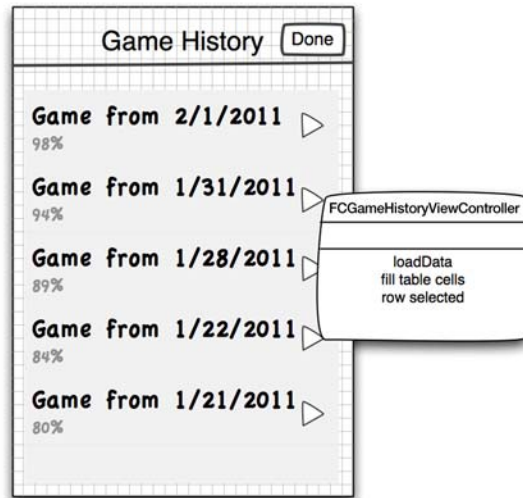 Game History
Done
Game from 2/1/2011
98%
Game from 1/31/2011
94%
Game from 1/28/2011
89%
Game from 1/22/2011
84%
Game from 1/21/2011
80%
FCGameHistoryViewController
loadData
fill table cells
row selected